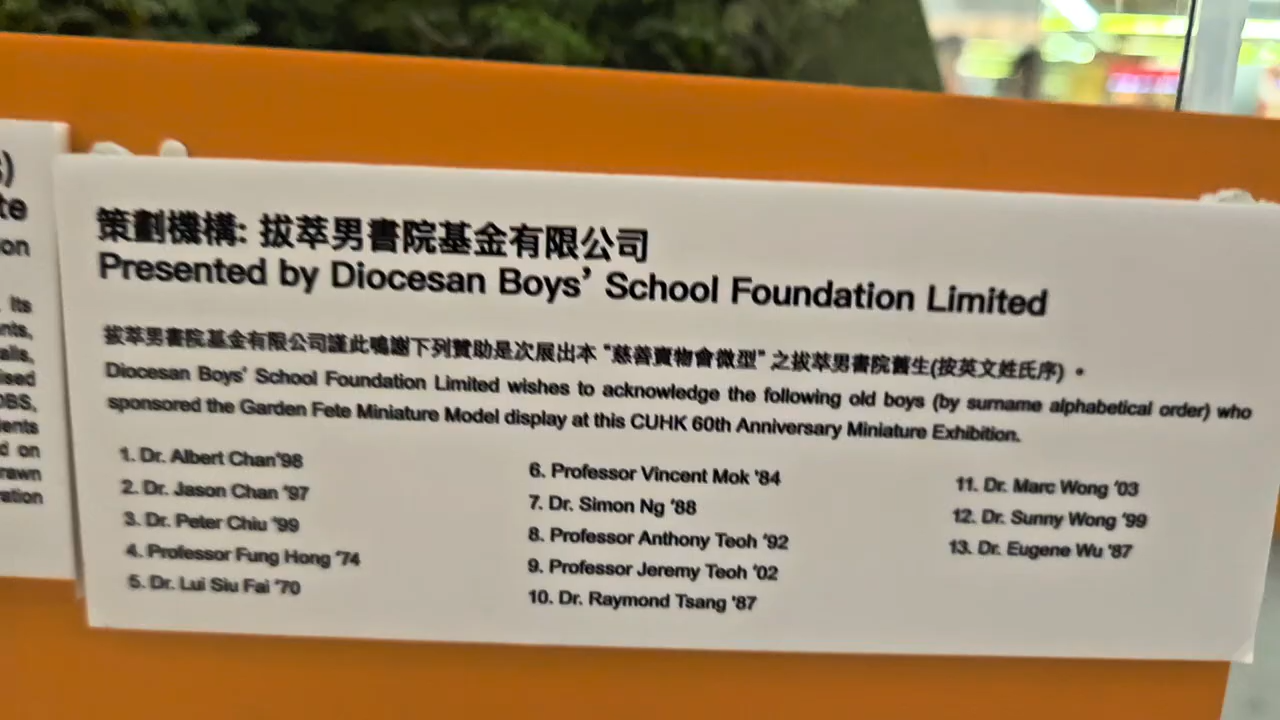 策劃機構: 拔萃男書院基金有限公司
Presented by Diocesan Boys' School Foundation Limited
拔萃男書院基金有限公司謹此鳴謝下列贊助是次展出本 "慈善賣物會微型" 之拔萃男書院舊生(按英文姓氏序) 。
Diocesan Boys' School Foundation Limited wishes to acknowledge the following old boys (by surname alphabetical order) who
sponsored the Garden Fete Miniature Model display at this CUHK 60th Anniversary Miniature Exhibition.
1. Dr. Albert Chan'98
2. Dr. Jason Chan '97
3. Dr. Peter Chiu '99
4. Professor Fung Hong '74
5. Dr. Lui Siu Fai '70
6. Professor Vincent Mok '84
7. Dr. Simon Ng '88
8. Professor Anthony Teoh '92
9. Professor Jeremy Teoh '02
10. Dr. Raymond Tsang '87
11. Dr. Marc Wong '03
12. Dr. Sunny Wong '99
13. Dr. Eugene Wu '87